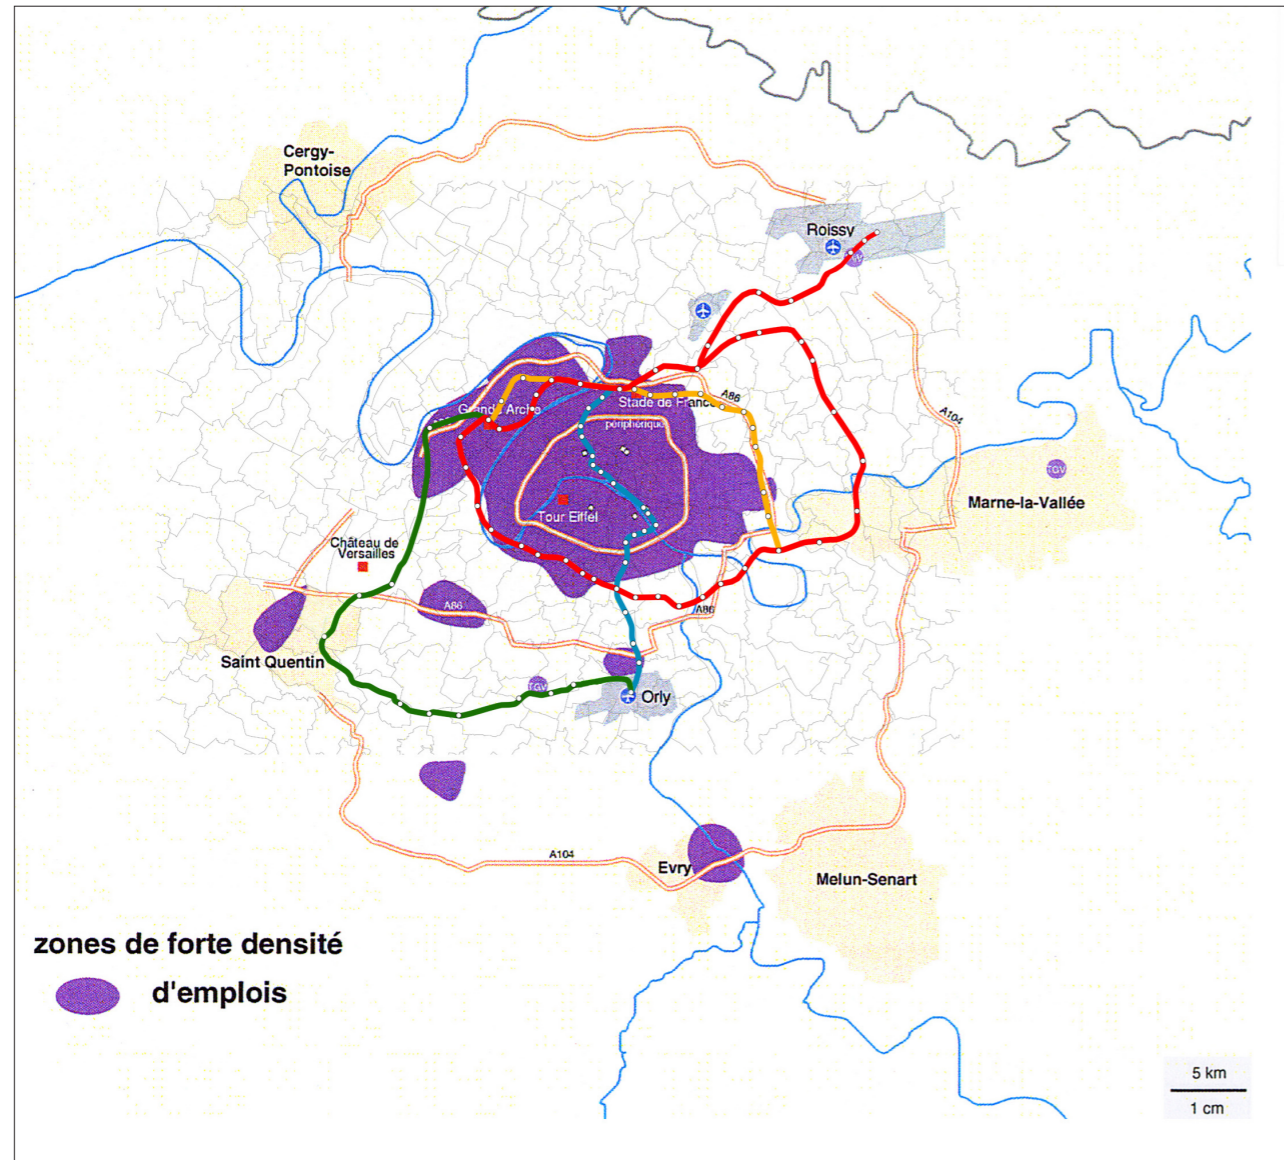 Cergy-
Pontoise
Roissy
TGV
Grande Arche
Stade de France
A86
périphérique
A104
TGV
Marne-la-Vallée
Tour Eiffel
Château de
Versailles
A86
A86
Saint Quentin
TGV
Orly
A104
Evry
Melun-Senart
zones de forte densité
d'emplois
5 km
1 cm